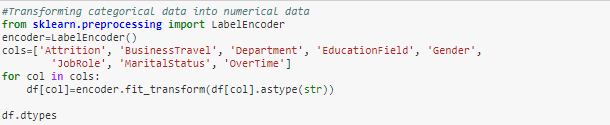 #Transforming categorical data into numerical data
from sklearn.preprocessing import LabelEncoder
encoder=LabelEncoder()
cols=['Attrition', 'BusinessTravel', 'Department', 'EducationField', 'Gender',
'JobRole', 'MaritalStatus', 'OverTime']
for col in cols:
df[col]=encoder.fit_transform(df[col].astype(str))
df.dtypes